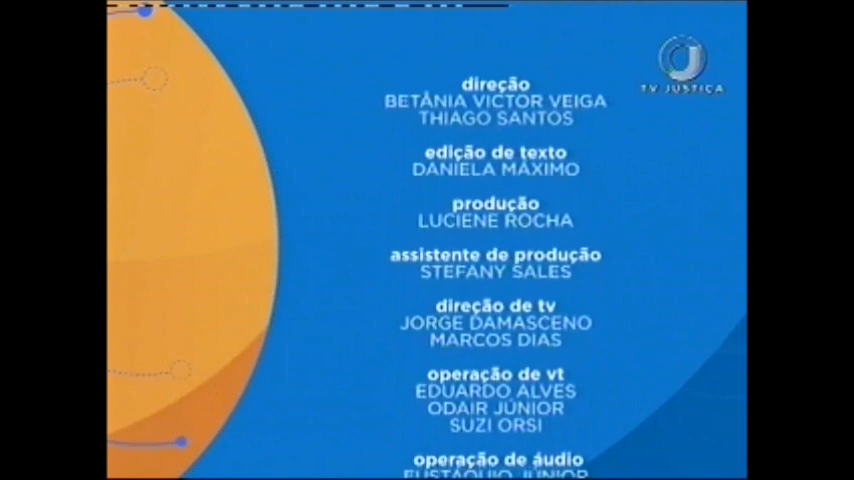 direção
BETÂNIA VICTOR VEIGA
THIAGO SANTOS
TV JUSTIÇA
edição de texto
DANIELA MÁXIMO
produção
LUCIENE ROCHA
assistente de produção
STEFANY SALES
direção de tv
JORGE DAMASCENO
MARCOS DIAS
operação de vt
EDUARDO ALVES
ODAIR JÚNIOR
SUZI ORSI
operação de áudio
EUSTÁQUIO JÚNIOR